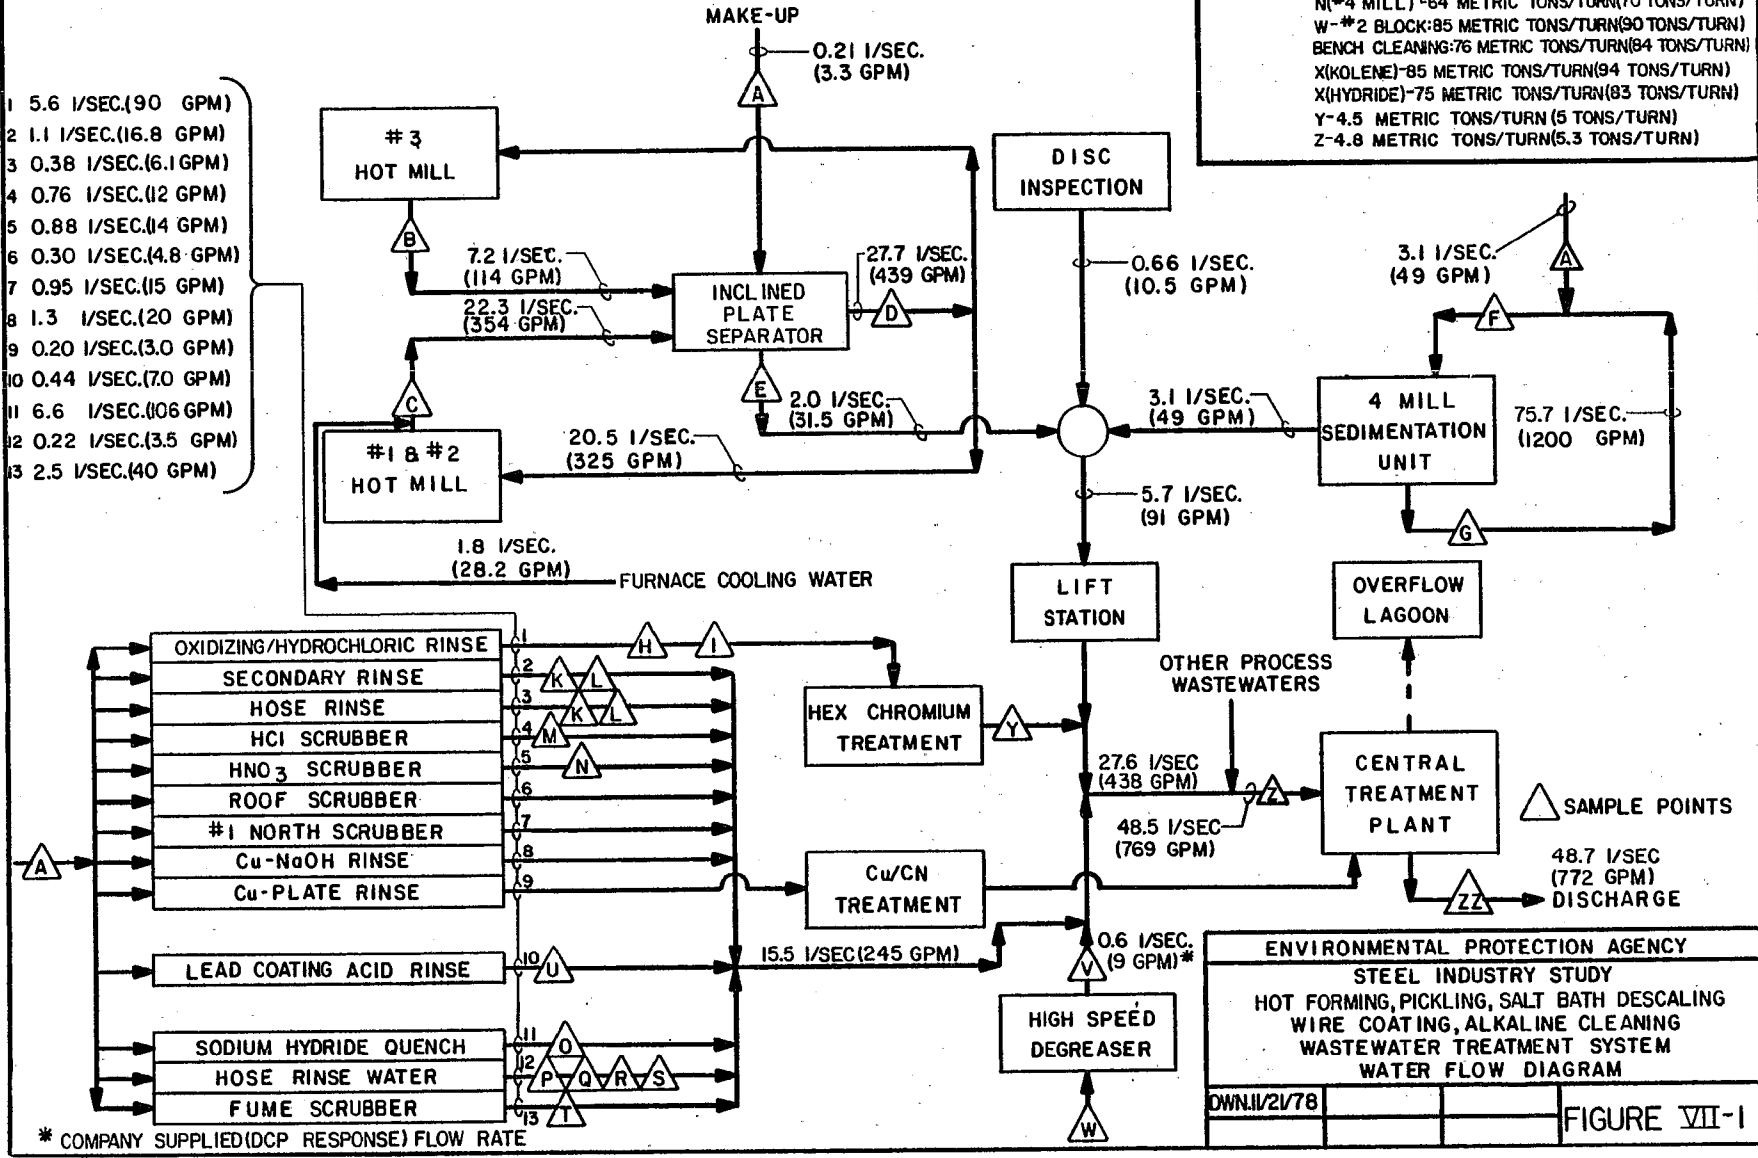 MAKE-UP
0.21 l/SEC.
(3.3 GPM)
A
N(#4 MILL)-64 METRIC TONS/TURN(70 TONS/TURN)
W-#2 BLOCK:85 METRIC TONS/TURN(90 TONS/TURN)
BENCH CLEANING:76 METRIC TONS/TURN(84 TONS/TURN)
X(KOLENE)-85 METRIC TONS/TURN(94 TONS/TURN)
X(HYDRIDE)-75 METRIC TONS/TURN(83 TONS/TURN)
Y-4.5 METRIC TONS/TURN (5 TONS/TURN)
Z-4.8 METRIC TONS/TURN(5.3 TONS/TURN)
1 5.6 l/SEC.(90 GPM)
2 1.1 l/SEC.(16.8 GPM)
3 0.38 l/SEC.(6.1 GPM)
4 0.76 l/SEC.(12 GPM)
5 0.88 l/SEC.(14 GPM)
6 0.30 l/SEC.(4.8 GPM)
7 0.95 l/SEC.(15 GPM)
8 1.3 l/SEC.(20 GPM)
9 0.20 l/SEC.(3.0 GPM)
10 0.44 l/SEC.(7.0 GPM)
11 6.6 l/SEC.(106 GPM)
12 0.22 l/SEC.(3.5 GPM)
13 2.5 l/SEC.(40 GPM)
#3
HOT MILL
B
7.2 l/SEC.
(114 GPM)
22.3 l/SEC.
(354 GPM)
INCLINED
PLATE
SEPARATOR
27.7 l/SEC.
(439 GPM)
D
E
2.0 l/SEC.
(31.5 GPM)
C
#1 & #2
HOT MILL
20.5 l/SEC.
(325 GPM)
1.8 l/SEC.
(28.2 GPM)
FURNACE COOLING WATER
DISC
INSPECTION
0.66 l/SEC.
(10.5 GPM)
3.1 l/SEC.
(49 GPM)
A
F
3.1 l/SEC.
(49 GPM)
4 MILL
SEDIMENTATION
UNIT
75.7 l/SEC.
(1200 GPM)
G
5.7 l/SEC.
(91 GPM)
LIFT
STATION
OVERFLOW
LAGOON
OTHER PROCESS
WASTEWATERS
OXIDIZING/HYDROCHLORIC RINSE 1 H I
SECONDARY RINSE 2 K L
HOSE RINSE 3 K L
HCl SCRUBBER 4 M
HNO3 SCRUBBER 5 N
ROOF SCRUBBER 6
#1 NORTH SCRUBBER 7
Cu-NaOH RINSE 8
Cu-PLATE RINSE 9
A
LEAD COATING ACID RINSE 10 U
SODIUM HYDRIDE QUENCH 11 O
HOSE RINSE WATER 12 P Q R S
FUME SCRUBBER 13 T
HEX CHROMIUM
TREATMENT
Y
27.6 l/SEC
(438 GPM)
48.5 l/SEC
(769 GPM)
Z
CENTRAL
TREATMENT
PLANT
SAMPLE POINTS
48.7 l/SEC
(772 GPM)
DISCHARGE
ZZ
Cu/CN
TREATMENT
15.5 l/SEC(245 GPM)
0.6 l/SEC.
(9 GPM)*
V
HIGH SPEED
DEGREASER
W
* COMPANY SUPPLIED(DCP RESPONSE) FLOW RATE
ENVIRONMENTAL PROTECTION AGENCY
STEEL INDUSTRY STUDY
HOT FORMING, PICKLING, SALT BATH DESCALING
WIRE COATING, ALKALINE CLEANING
WASTEWATER TREATMENT SYSTEM
WATER FLOW DIAGRAM
DWN.11/21/78
FIGURE VII-1